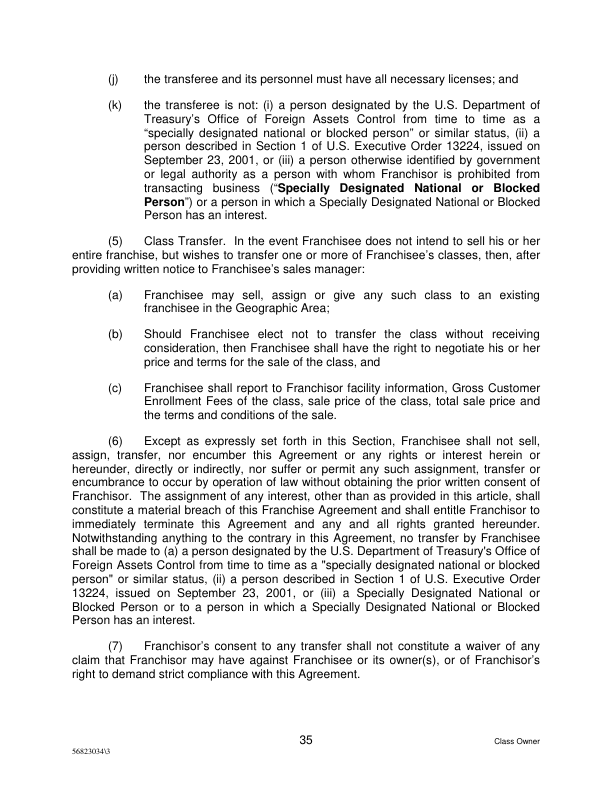 (j) the transferee and its personnel must have all necessary licenses; and
(k) the transferee is not: (i) a person designated by the U.S. Department of
Treasury’s Office of Foreign Assets Control from time to time as a
“specially designated national or blocked person” or similar status, (ii) a
person described in Section 1 of U.S. Executive Order 13224, issued on
September 23, 2001, or (iii) a person otherwise identified by government
or legal authority as a person with whom Franchisor is prohibited from
transacting business (“Specially Designated National or Blocked
Person”) or a person in which a Specially Designated National or Blocked
Person has an interest.
(5) Class Transfer. In the event Franchisee does not intend to sell his or her
entire franchise, but wishes to transfer one or more of Franchisee’s classes, then, after
providing written notice to Franchisee’s sales manager:
(a) Franchisee may sell, assign or give any such class to an existing
franchisee in the Geographic Area;
(b) Should Franchisee elect not to transfer the class without receiving
consideration, then Franchisee shall have the right to negotiate his or her
price and terms for the sale of the class, and
(c) Franchisee shall report to Franchisor facility information, Gross Customer
Enrollment Fees of the class, sale price of the class, total sale price and
the terms and conditions of the sale.
(6) Except as expressly set forth in this Section, Franchisee shall not sell,
assign, transfer, nor encumber this Agreement or any rights or interest herein or
hereunder, directly or indirectly, nor suffer or permit any such assignment, transfer or
encumbrance to occur by operation of law without obtaining the prior written consent of
Franchisor. The assignment of any interest, other than as provided in this article, shall
constitute a material breach of this Franchise Agreement and shall entitle Franchisor to
immediately terminate this Agreement and any and all rights granted hereunder.
Notwithstanding anything to the contrary in this Agreement, no transfer by Franchisee
shall be made to (a) a person designated by the U.S. Department of Treasury's Office of
Foreign Assets Control from time to time as a "specially designated national or blocked
person" or similar status, (ii) a person described in Section 1 of U.S. Executive Order
13224, issued on September 23, 2001, or (iii) a Specially Designated National or
Blocked Person or to a person in which a Specially Designated National or Blocked
Person has an interest.
(7) Franchisor’s consent to any transfer shall not constitute a waiver of any
claim that Franchisor may have against Franchisee or its owner(s), or of Franchisor’s
right to demand strict compliance with this Agreement.
35
Class Owner
56823034\3